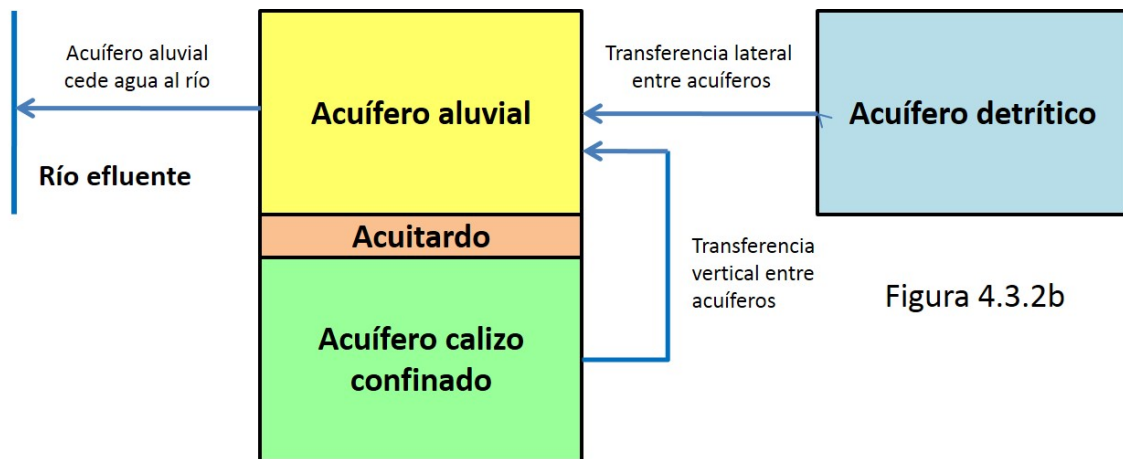 Acuífero aluvial
cede agua al río
Río efluente
Acuífero aluvial
Acuitardo
Acuífero calizo
confinado
Transferencia lateral
entre acuíferos
Acuífero detrítico
Transferencia
vertical entre
acuíferos
Figura 4.3.2b